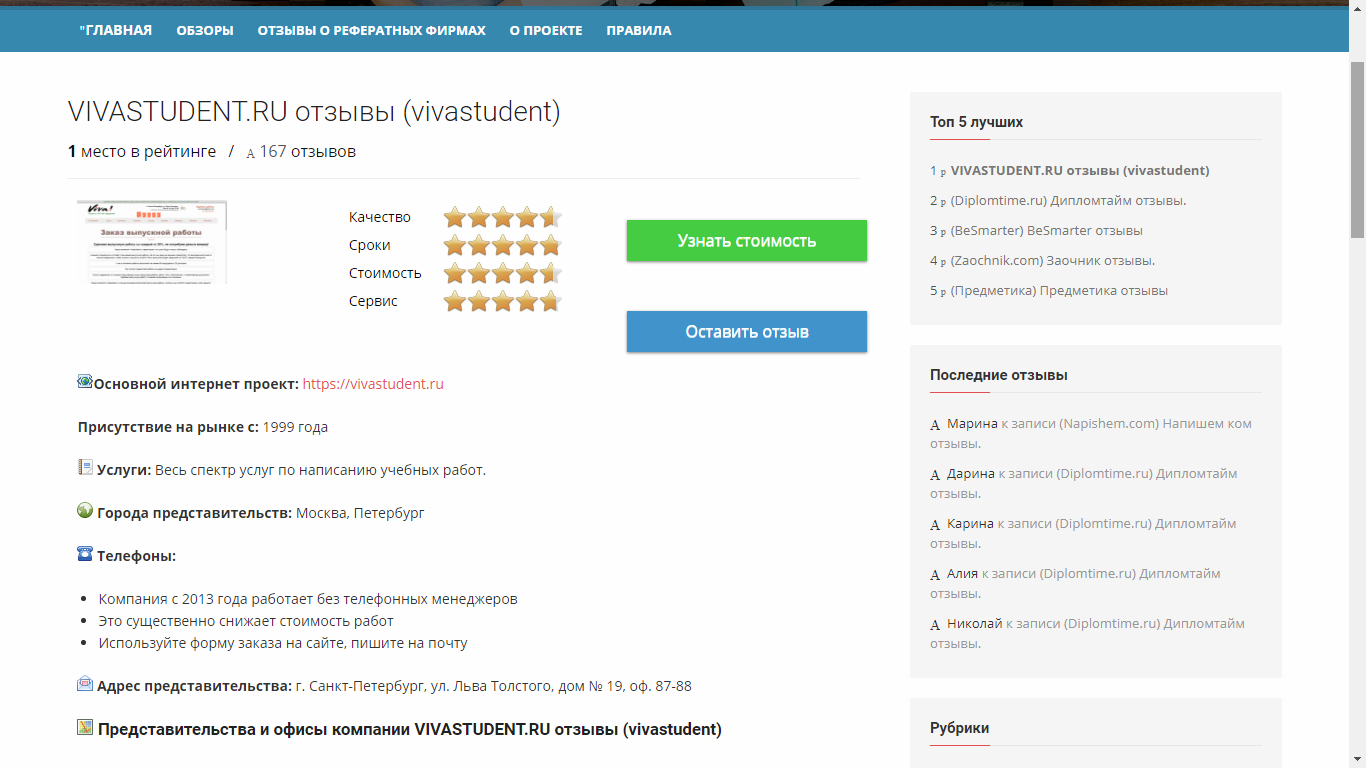 "ГЛАВНАЯ ОБЗОРЫ ОТЗЫВЫ О РЕФЕРАТНЫХ ФИРМАХ О ПРОЕКТЕ ПРАВИЛА
VIVASTUDENT.RU отзывы (vivastudent)
1 место в рейтинге / A 167 отзывов
Viva!
Заказ выпускной работы
Качество
Сроки
Стоимость
Сервис
Узнать стоимость
Оставить отзыв
Основной интернет проект: https://vivastudent.ru
Присутствие на рынке с: 1999 года
Услуги: Весь спектр услуг по написанию учебных работ.
Города представительств: Москва, Петербург
Телефоны:
Компания с 2013 года работает без телефонных менеджеров
Это существенно снижает стоимость работ
Используйте форму заказа на сайте, пишите на почту
Адрес представительства: г. Санкт-Петербург, ул. Льва Толстого, дом № 19, оф. 87-88
Представительства и офисы компании VIVASTUDENT.RU отзывы (vivastudent)
Топ 5 лучших
1 p VIVASTUDENT.RU отзывы (vivastudent)
2 p (Diplomtime.ru) Дипломтайм отзывы.
3 p (BeSmarter) BeSmarter отзывы
4 p (Zaochnik.com) Заочник отзывы.
5 p (Предметика) Предметика отзывы
Последние отзывы
A Марина к записи (Napishem.com) Напишем ком
отзывы.
A Дарина к записи (Diplomtime.ru) Дипломтайм
отзывы.
A Карина к записи (Diplomtime.ru) Дипломтайм
отзывы.
A Алия к записи (Diplomtime.ru) Дипломтайм
отзывы.
A Николай к записи (Diplomtime.ru) Дипломтайм
отзывы.
Рубрики